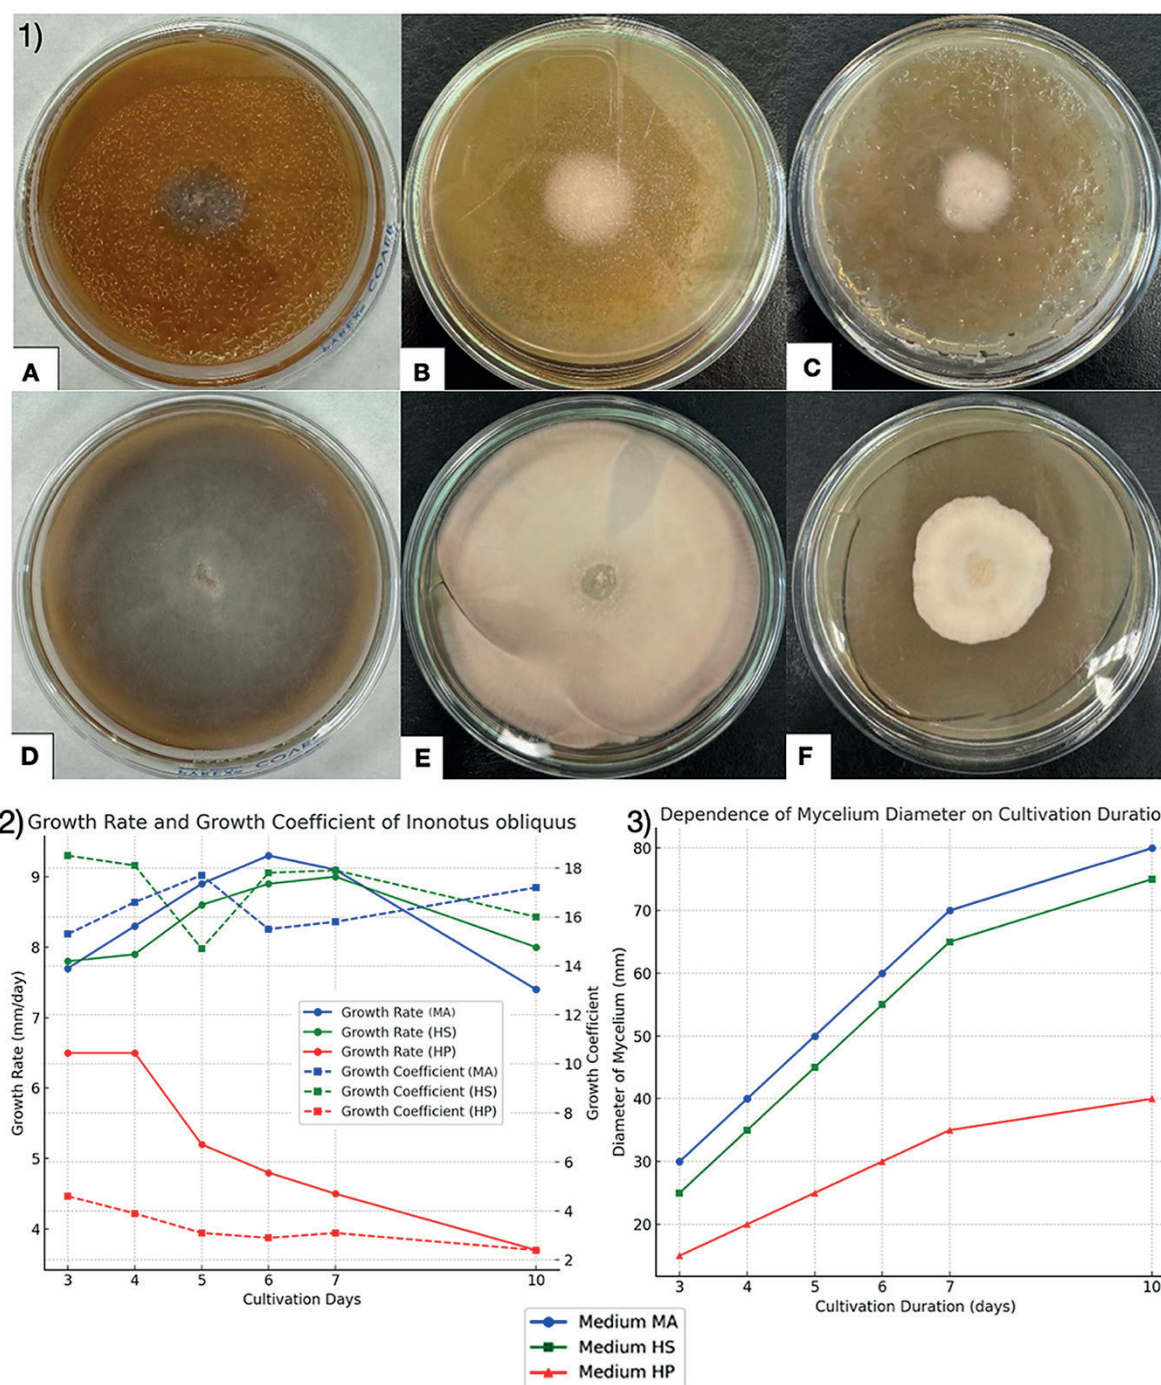 1)
A
B
C
D
E
F
2)
Growth Rate and Growth Coefficient of Inonotus obliquus
Growth Rate (mm/day)
9
8
7
6
5
4
18
16
14
12
10
8
6
4
2
Growth Coefficient
Growth Rate (MA)
Growth Rate (HS)
Growth Rate (HP)
Growth Coefficient (MA)
Growth Coefficient (HS)
Growth Coefficient (HP)
3 4 5 6 7 10
Cultivation Days
3)
Dependence of Mycelium Diameter on Cultivation Duratio
Diameter of Mycelium (mm)
80
70
60
50
40
30
20
3 4 5 6 7 10
Cultivation Duration (days)
Medium MA
Medium HS
Medium HP